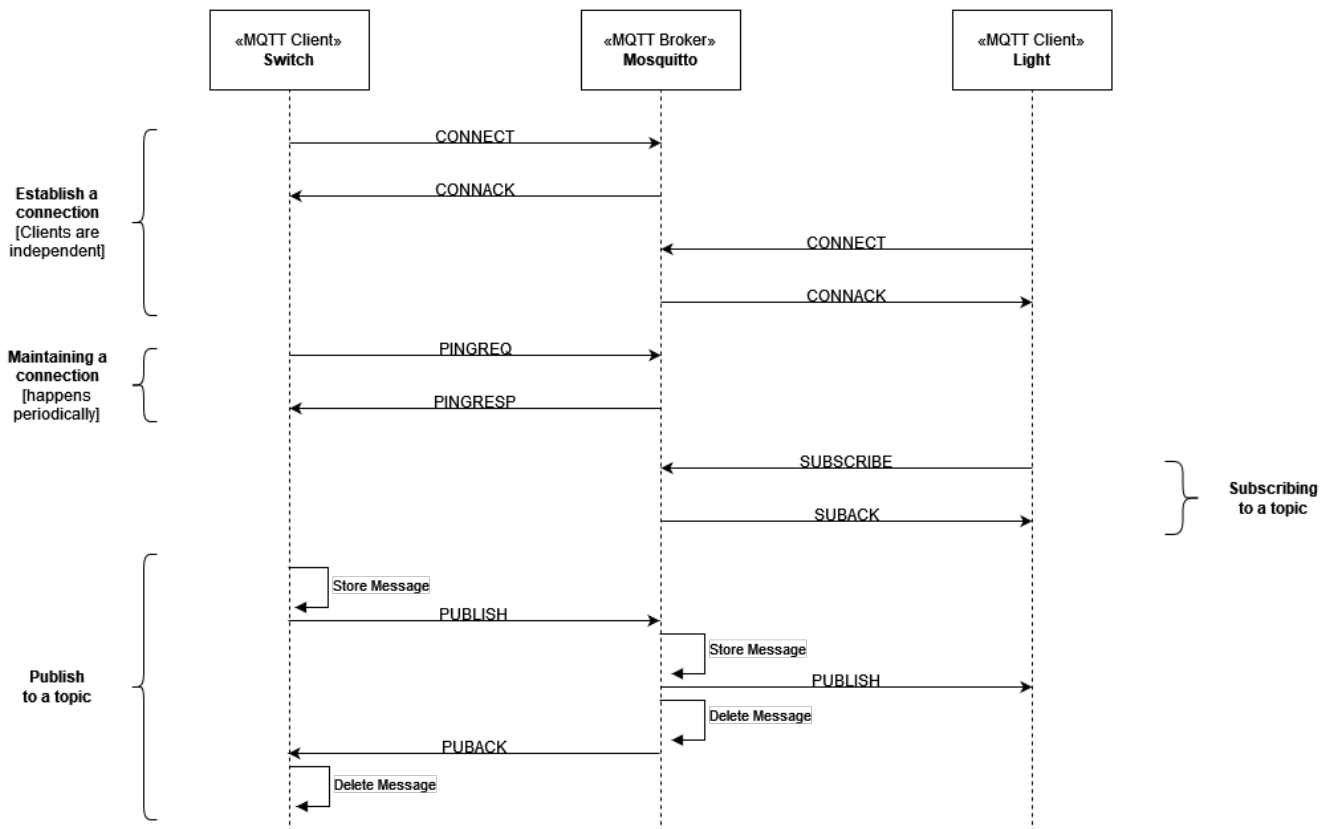 «MQTT Client»
Switch
«MQTT Broker»
Mosquitto
«MQTT Client»
Light
CONNECT
CONNACK
Establish a
connection
[Clients are
independent]
CONNECT
CONNACK
Maintaining a
connection
[happens
periodically]
PINGREQ
PINGRESP
SUBSCRIBE
SUBACK
Subscribing
to a topic
Store Message
PUBLISH
Store Message
Publish
to a topic
PUBLISH
Delete Message
PUBACK
Delete Message